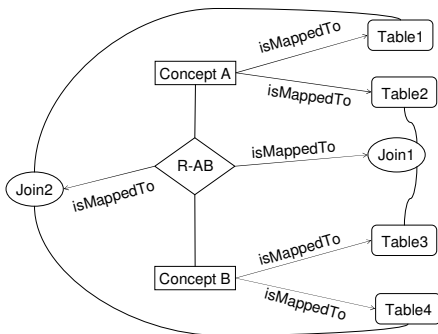 Table1
isMappedTo
Concept A
Table2
isMappedTo
isMappedTo
R-AB
Join1
Join2
isMappedTo
Table3
isMappedTo
Concept B
isMappedTo
Table4